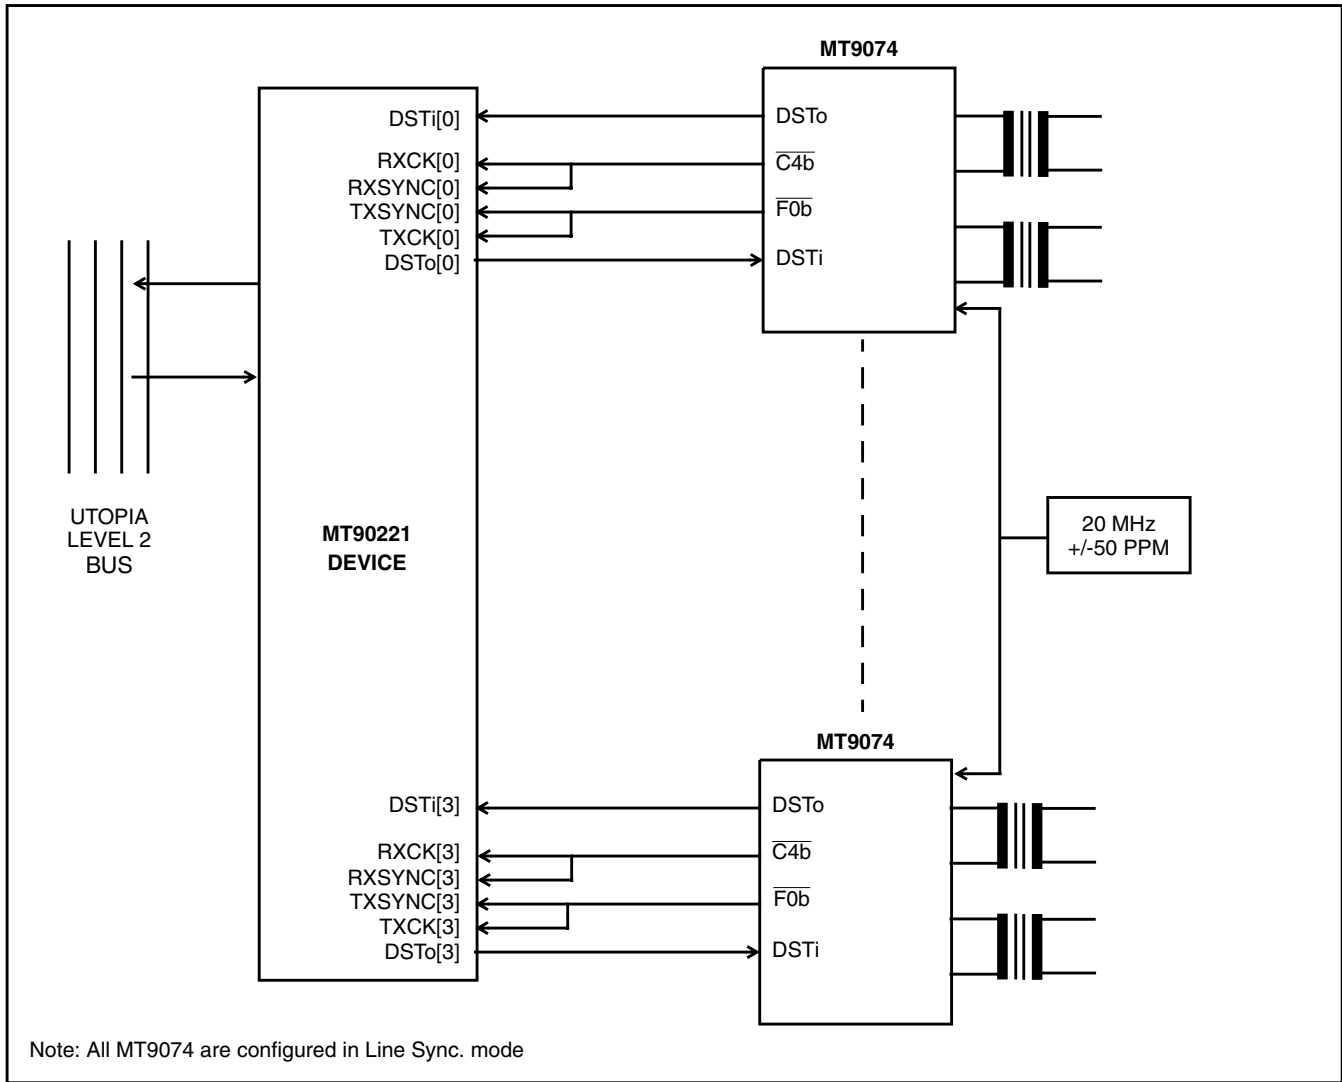 MT9074
DSTi[0]
RXCK[0]
RXSYNC[0]
TXSYNC[0]
TXCK[0]
DSTo[0]
DSTo
C4b
F0b
DSTi
UTOPIA
LEVEL 2
BUS
MT90221
DEVICE
20 MHz
+/-50 PPM
MT9074
DSTi[3]
RXCK[3]
RXSYNC[3]
TXSYNC[3]
TXCK[3]
DSTo[3]
DSTo
C4b
F0b
DSTi
Note: All MT9074 are configured in Line Sync. mode